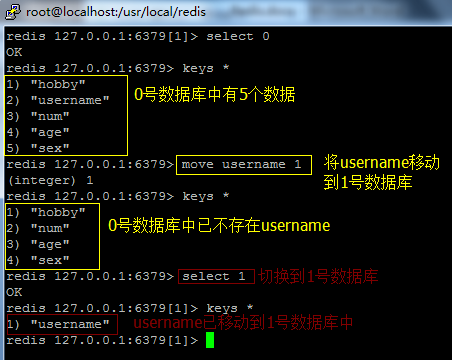 root@localhost:/usr/local/redis
redis 127.0.0.1:6379[1]> select 0
OK
redis 127.0.0.1:6379> keys *
1) "hobby"
2) "username"
3) "num"
4) "age"
5) "sex"
0号数据库中有5个数据
redis 127.0.0.1:6379> move username 1
(integer) 1
将username移动
到1号数据库
redis 127.0.0.1:6379> keys *
1) "hobby"
2) "num"
3) "age"
4) "sex"
0号数据库中已不存在username
redis 127.0.0.1:6379> select 1 切换到1号数据库
OK
redis 127.0.0.1:6379[1]> keys *
1) "username" username已移动到1号数据库中
redis 127.0.0.1:6379[1]>